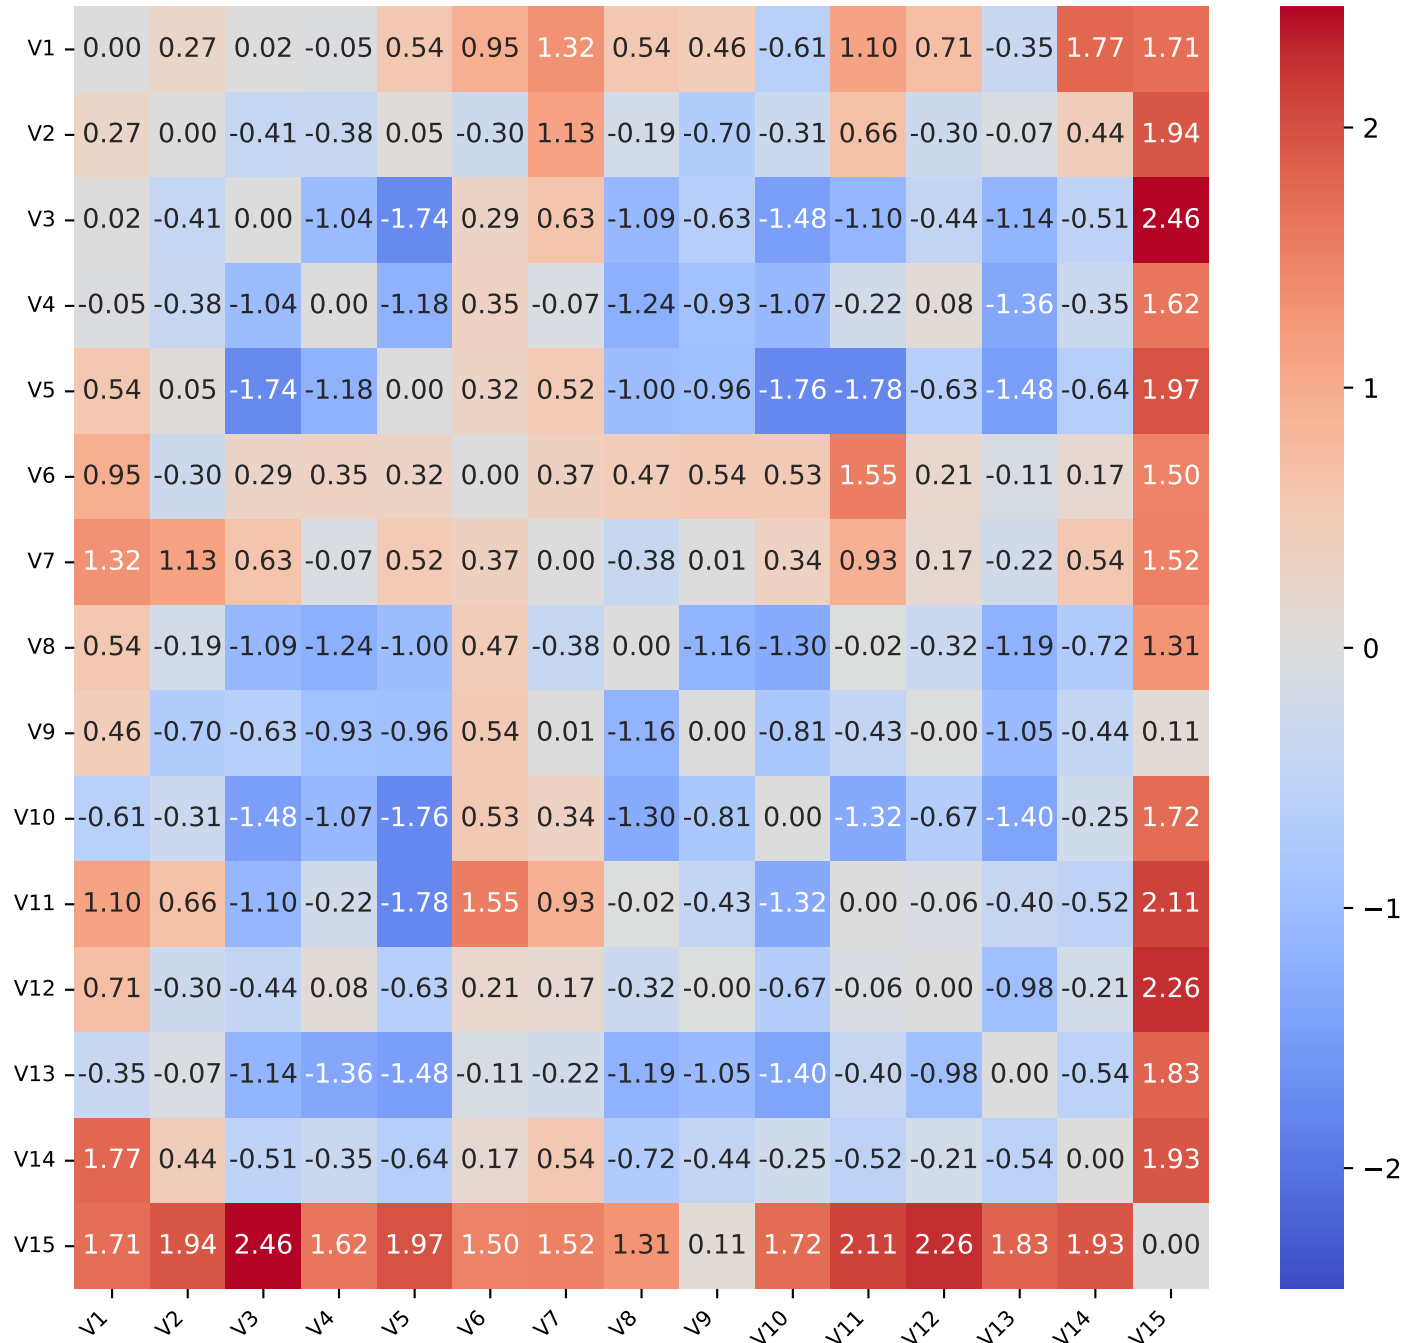 V1 0.00 0.27 0.02 -0.05 0.54 0.95 1.32 0.54 0.46 -0.61 1.10 0.71 -0.35 1.77 1.71
V2 0.27 0.00 -0.41 -0.38 0.05 -0.30 1.13 -0.19 -0.70 -0.31 0.66 -0.30 -0.07 0.44 1.94
V3 0.02 -0.41 0.00 -1.04 -1.74 0.29 0.63 -1.09 -0.63 -1.48 -1.10 -0.44 -1.14 -0.51 2.46
V4 -0.05 -0.38 -1.04 0.00 -1.18 0.35 -0.07 -1.24 -0.93 -1.07 -0.22 0.08 -1.36 -0.35 1.62
V5 0.54 0.05 -1.74 -1.18 0.00 0.32 0.52 -1.00 -0.96 -1.76 -1.78 -0.63 -1.48 -0.64 1.97
V6 0.95 -0.30 0.29 0.35 0.32 0.00 0.37 0.47 0.54 0.53 1.55 0.21 -0.11 0.17 1.50
V7 1.32 1.13 0.63 -0.07 0.52 0.37 0.00 -0.38 0.01 0.34 0.93 0.17 -0.22 0.54 1.52
V8 0.54 -0.19 -1.09 -1.24 -1.00 0.47 -0.38 0.00 -1.16 -1.30 -0.02 -0.32 -1.19 -0.72 1.31
V9 0.46 -0.70 -0.63 -0.93 -0.96 0.54 0.01 -1.16 0.00 -0.81 -0.43 -0.00 -1.05 -0.44 0.11
V10 -0.61 -0.31 -1.48 -1.07 -1.76 0.53 0.34 -1.30 -0.81 0.00 -1.32 -0.67 -1.40 -0.25 1.72
V11 1.10 0.66 -1.10 -0.22 -1.78 1.55 0.93 -0.02 -0.43 -1.32 0.00 -0.06 -0.40 -0.52 2.11
V12 0.71 -0.30 -0.44 0.08 -0.63 0.21 0.17 -0.32 -0.00 -0.67 -0.06 0.00 -0.98 -0.21 2.26
V13 -0.35 -0.07 -1.14 -1.36 -1.48 -0.11 -0.22 -1.19 -1.05 -1.40 -0.40 -0.98 0.00 -0.54 1.83
V14 1.77 0.44 -0.51 -0.35 -0.64 0.17 0.54 -0.72 -0.44 -0.25 -0.52 -0.21 -0.54 0.00 1.93
V15 1.71 1.94 2.46 1.62 1.97 1.50 1.52 1.31 0.11 1.72 2.11 2.26 1.83 1.93 0.00
V1 V2 V3 V4 V5 V6 V7 V8 V9 V10 V11 V12 V13 V14 V15
2
1
0
−1
−2